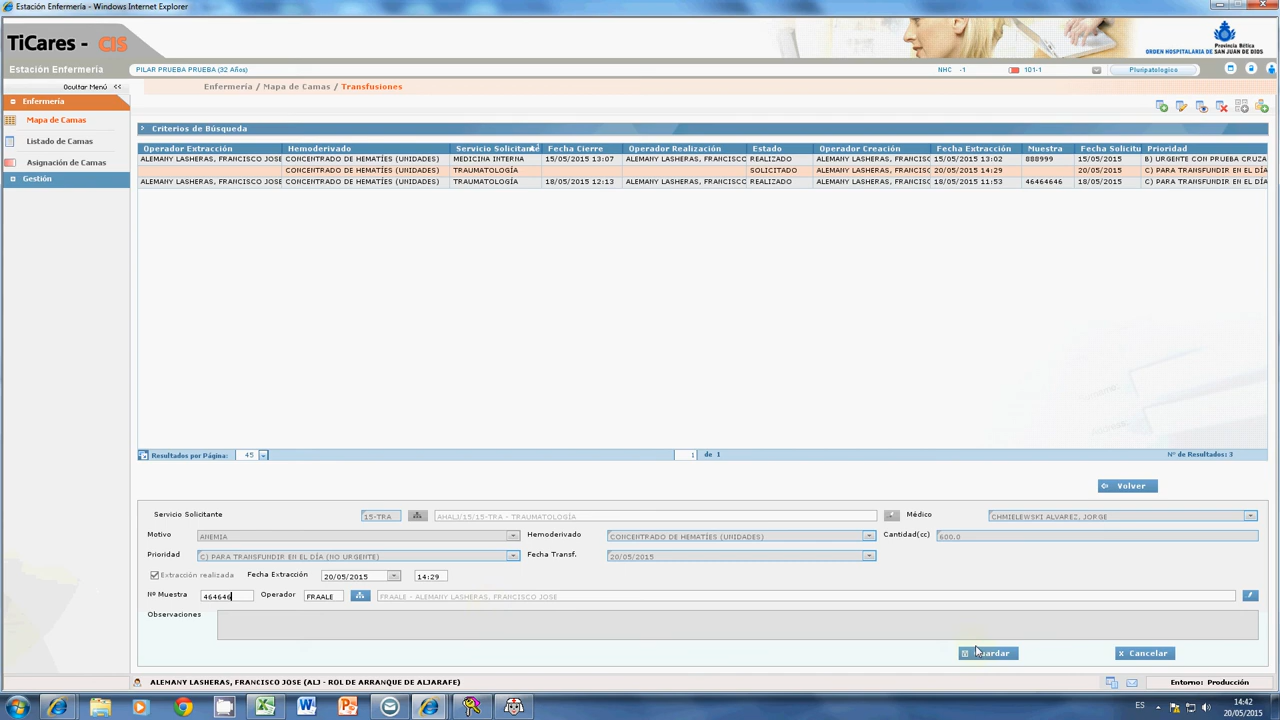 Estación Enfermería - Windows Internet Explorer
TiCares - CIS
Provincia Bética
ORDEN HOSPITALARIA DE SAN JUAN DE DIOS
Estación Enfermería
PILAR PRUEBA PRUEBA (32 Años)
NHC -1
101-1
Pluripatologico
Ocultar Menú <<
Enfermería / Mapa de Camas / Transfusiones
Enfermería
Mapa de Camas
Listado de Camas
Asignación de Camas
Gestión
> Criterios de Búsqueda
Operador Extracción Hemoderivado Servicio Solicitante Fecha Cierre Operador Realización Estado Operador Creación Fecha Extracción Muestra Fecha Solicitu Prioridad
ALEMANY LASHERAS, FRANCISCO JOSE CONCENTRADO DE HEMATÍES (UNIDADES) MEDICINA INTERNA 15/05/2015 13:07 ALEMANY LASHERAS, FRANCISC REALIZADO ALEMANY LASHERAS, FRANCISC 15/05/2015 13:02 888999 15/05/2015 B) URGENTE CON PRUEBA CRUZA
CONCENTRADO DE HEMATÍES (UNIDADES) TRAUMATOLOGÍA SOLICITADO ALEMANY LASHERAS, FRANCISC 20/05/2015 14:29 20/05/2015 C) PARA TRANSFUNDIR EN EL DÍA
ALEMANY LASHERAS, FRANCISCO JOSE CONCENTRADO DE HEMATÍES (UNIDADES) TRAUMATOLOGÍA 18/05/2015 12:13 ALEMANY LASHERAS, FRANCISC REALIZADO ALEMANY LASHERAS, FRANCISC 18/05/2015 11:53 46464646 18/05/2015 C) PARA TRANSFUNDIR EN EL DÍA
Resultados por Página: 45
1 de 1
Nº de Resultados: 3
Volver
Servicio Solicitante 15-TRA AHALJ/15/15-TRA - TRAUMATOLOGÍA Médico CHMIELEWSKI ALVAREZ, JORGE
Motivo ANEMIA Hemoderivado CONCENTRADO DE HEMATÍES (UNIDADES) Cantidad(cc) 600.0
Prioridad C) PARA TRANSFUNDIR EN EL DÍA (NO URGENTE) Fecha Transf. 20/05/2015
Extracción realizada Fecha Extracción 20/05/2015 14:29
Nº Muestra 464646 Operador FRAALE FRAALE - ALEMANY LASHERAS, FRANCISCO JOSE
Observaciones
Guardar
x Cancelar
ALEMANY LASHERAS, FRANCISCO JOSE (ALJ - ROL DE ARRANQUE DE ALJARAFE)
Entorno: Producción
ES
14:42
20/05/2015